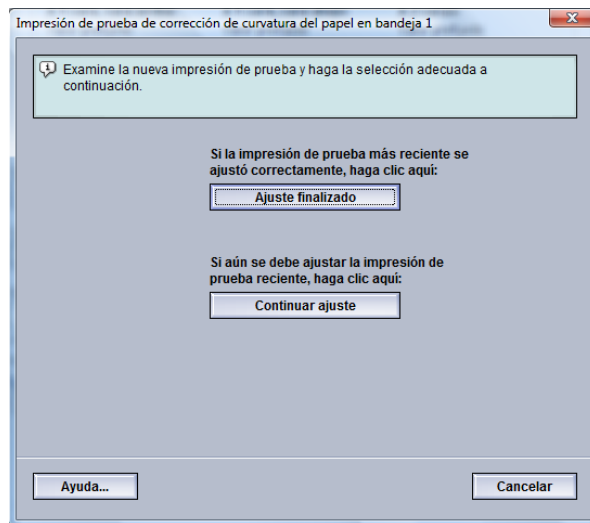 Impresión de prueba de corrección de curvatura del papel en bandeja 1
Examine la nueva impresión de prueba y haga la selección adecuada a
continuación.
Si la impresión de prueba más reciente se
ajustó correctamente, haga clic aquí:
Ajuste finalizado
Si aún se debe ajustar la impresión de
prueba reciente, haga clic aquí:
Continuar ajuste
Ayuda...
Cancelar